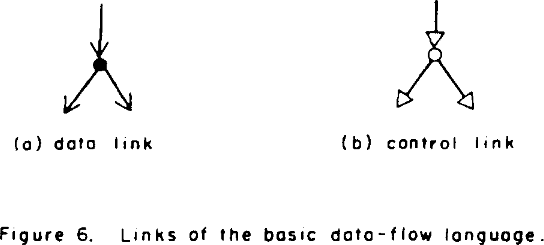 (a) data link
(b) control link
Figure 6. Links of the basic data-flow language.